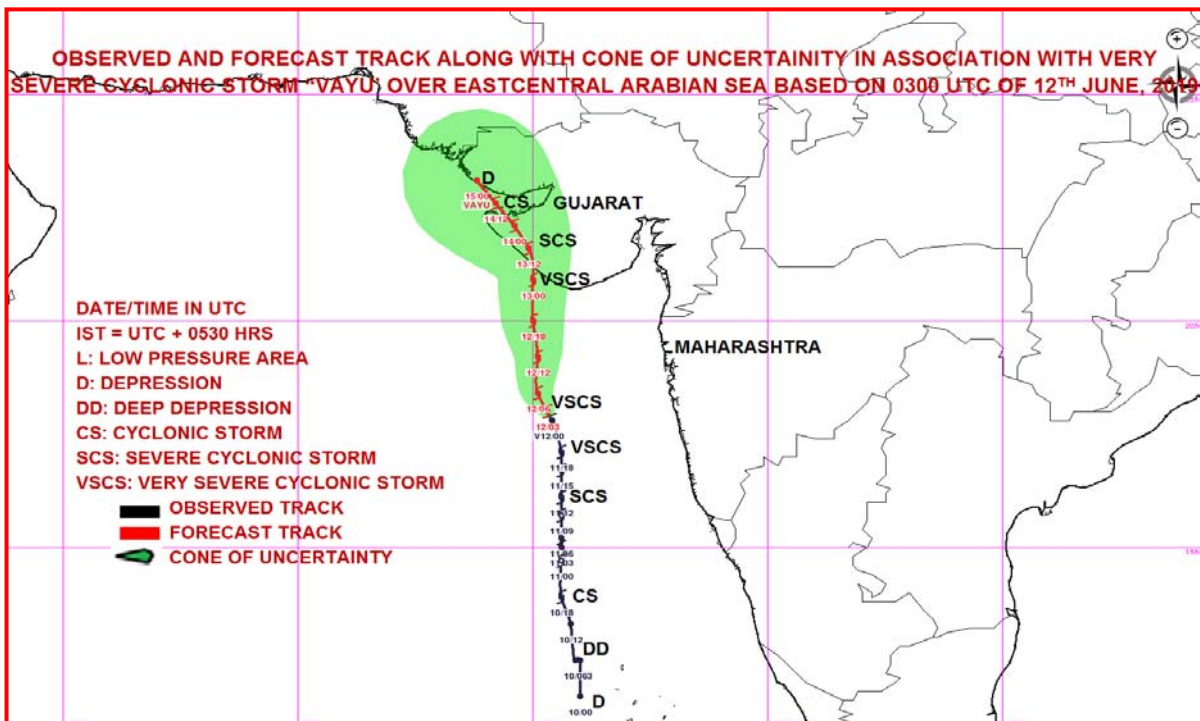 OBSERVED AND FORECAST TRACK ALONG WITH CONE OF UNCERTAINITY IN ASSOCIATION WITH VERY
SEVERE CYCLONIC STORM "VAYU" OVER EASTCENTRAL ARABIAN SEA BASED ON 0300 UTC OF 12TH JUNE, 2019
D
15/00
VAYU
CS
GUJARAT
14/12
14/00
SCS
13/12
VSCS
13/00
DATE/TIME IN UTC
IST = UTC + 0530 HRS
12/18
MAHARASHTRA
L: LOW PRESSURE AREA
12/12
D: DEPRESSION
DD: DEEP DEPRESSION
VSCS
12/06
12/03
V12/00
CS: CYCLONIC STORM
VSCS
SCS: SEVERE CYCLONIC STORM
11/18
VSCS: VERY SEVERE CYCLONIC STORM
11/15
SCS
OBSERVED TRACK
11/12
FORECAST TRACK
11/09
CONE OF UNCERTAINTY
11/06
11/03
11/00
CS
10/18
10/12
DD
10/063
D
10/00